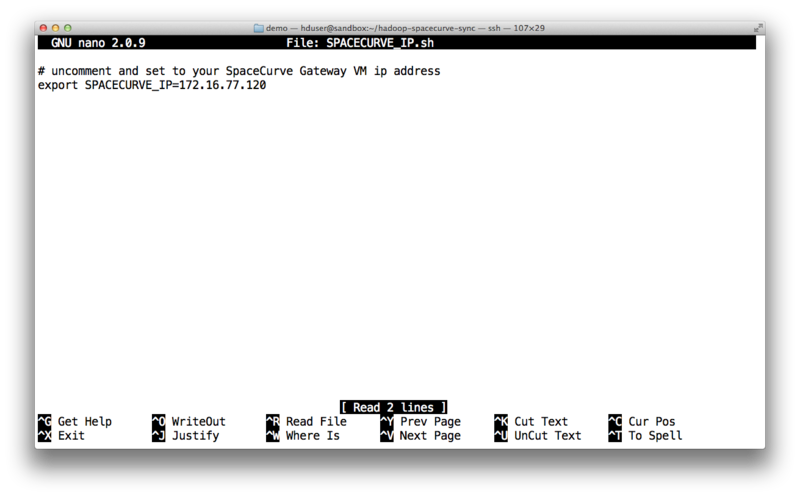 demo — hduser@sandbox:~/hadoop-spacecurve-sync — ssh — 107×29
GNU nano 2.0.9 File: SPACECURVE_IP.sh
# uncomment and set to your SpaceCurve Gateway VM ip address
export SPACECURVE_IP=172.16.77.120
[ Read 2 lines ]
^G Get Help ^O WriteOut ^R Read File ^Y Prev Page ^K Cut Text ^C Cur Pos
^X Exit ^J Justify ^W Where Is ^V Next Page ^U UnCut Text ^T To Spell